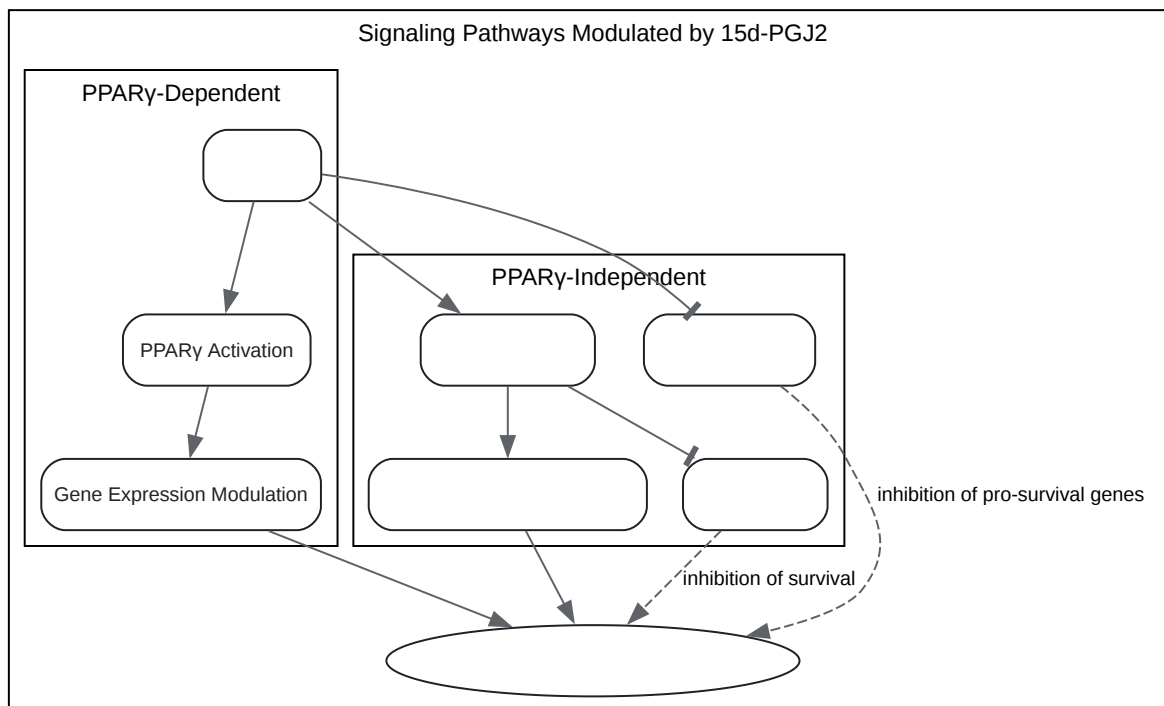 Signaling Pathways Modulated by 15d-PGJ2
PPARγ-Dependent
PPARγ-Independent
PPARγ Activation
Gene Expression Modulation
inhibition of pro-survival genes
inhibition of survival